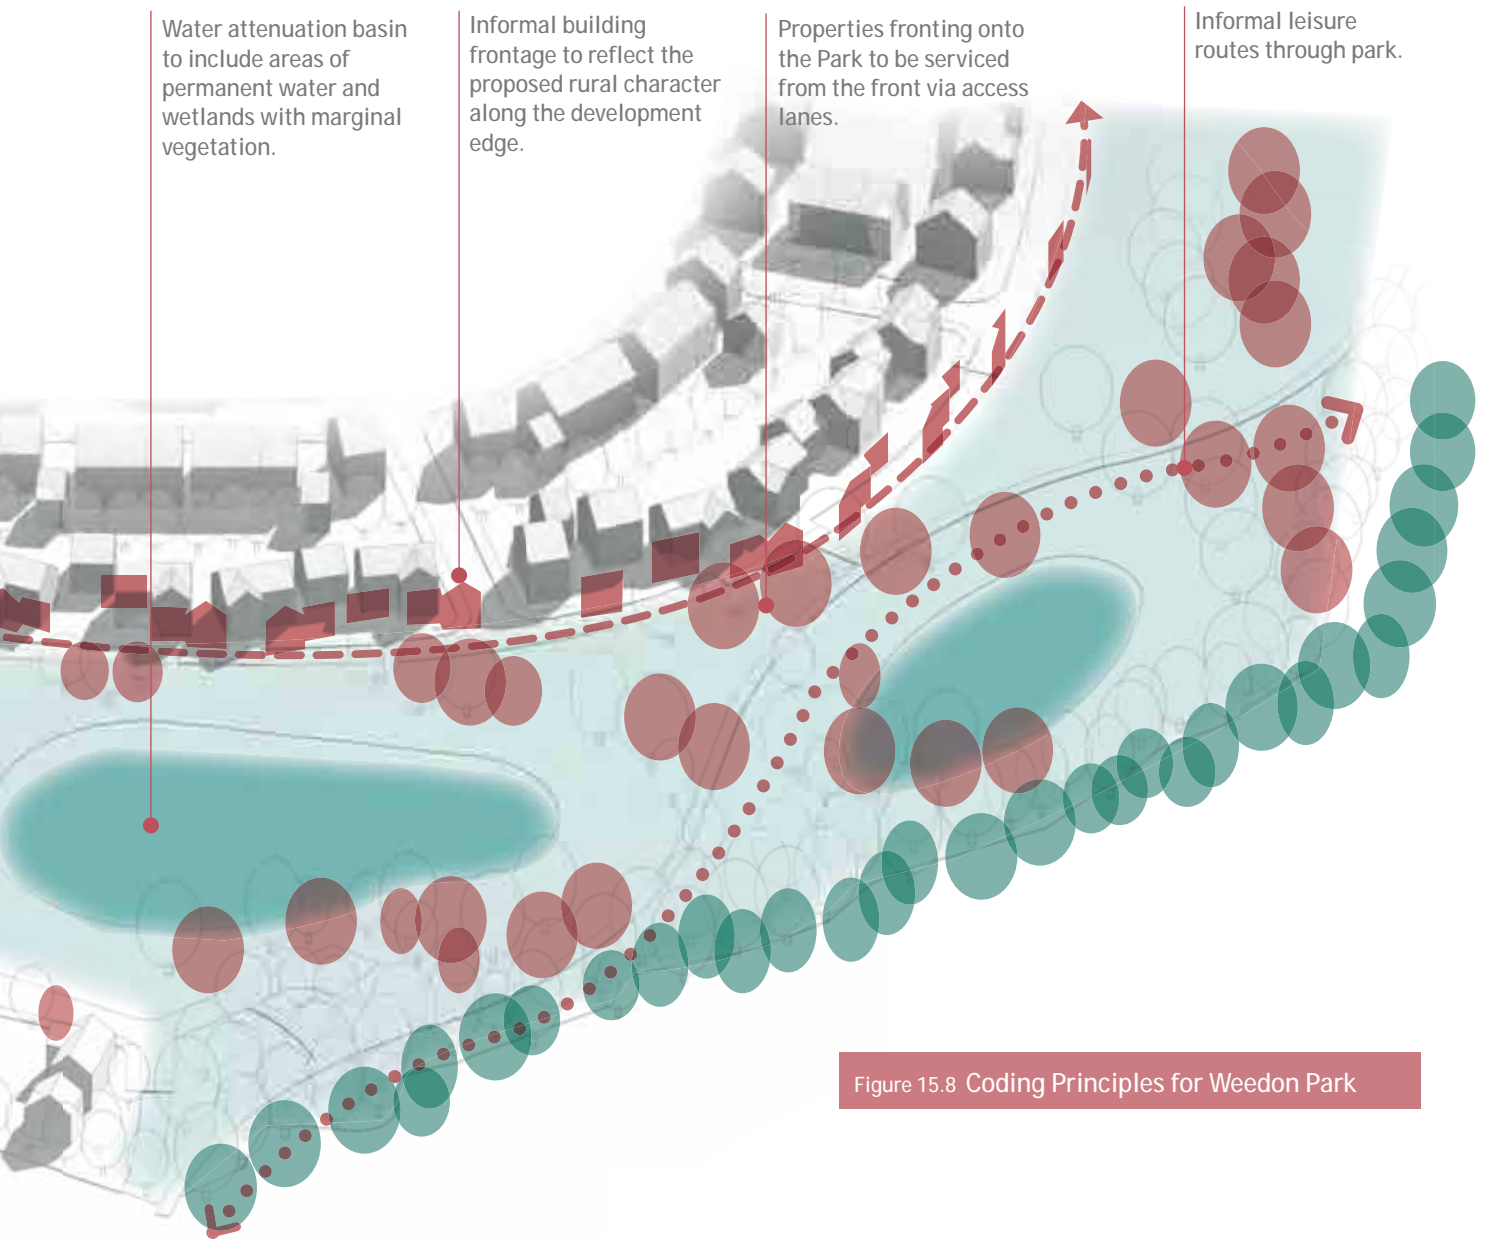 Water attenuation basin
to include areas of
permanent water and
wetlands with marginal
vegetation.
Informal building
frontage to reflect the
proposed rural character
along the development
edge.
Properties fronting onto
the Park to be serviced
from the front via access
lanes.
Informal leisure
routes through park.
Figure 15.8 Coding Principles for Weedon Park